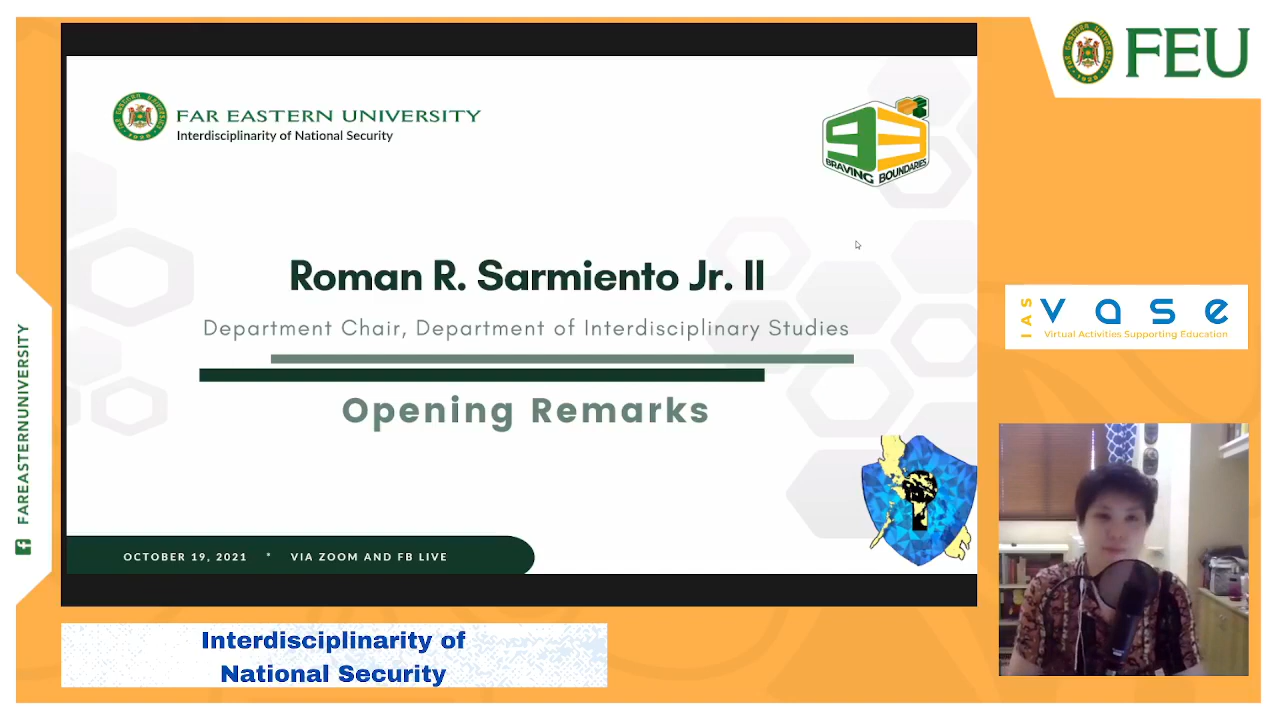 FEU
FAR EASTERN UNIVERSITY
Interdisciplinarity of National Security
BRAVING BOUNDARIES
Roman R. Sarmiento Jr. II
Department Chair, Department of Interdisciplinary Studies
Opening Remarks
OCTOBER 19, 2021 * VIA ZOOM AND FB LIVE
FAREASTERNUNIVERSITY
IAS
vase
Virtual Activities Supporting Education
Interdisciplinarity of
National Security